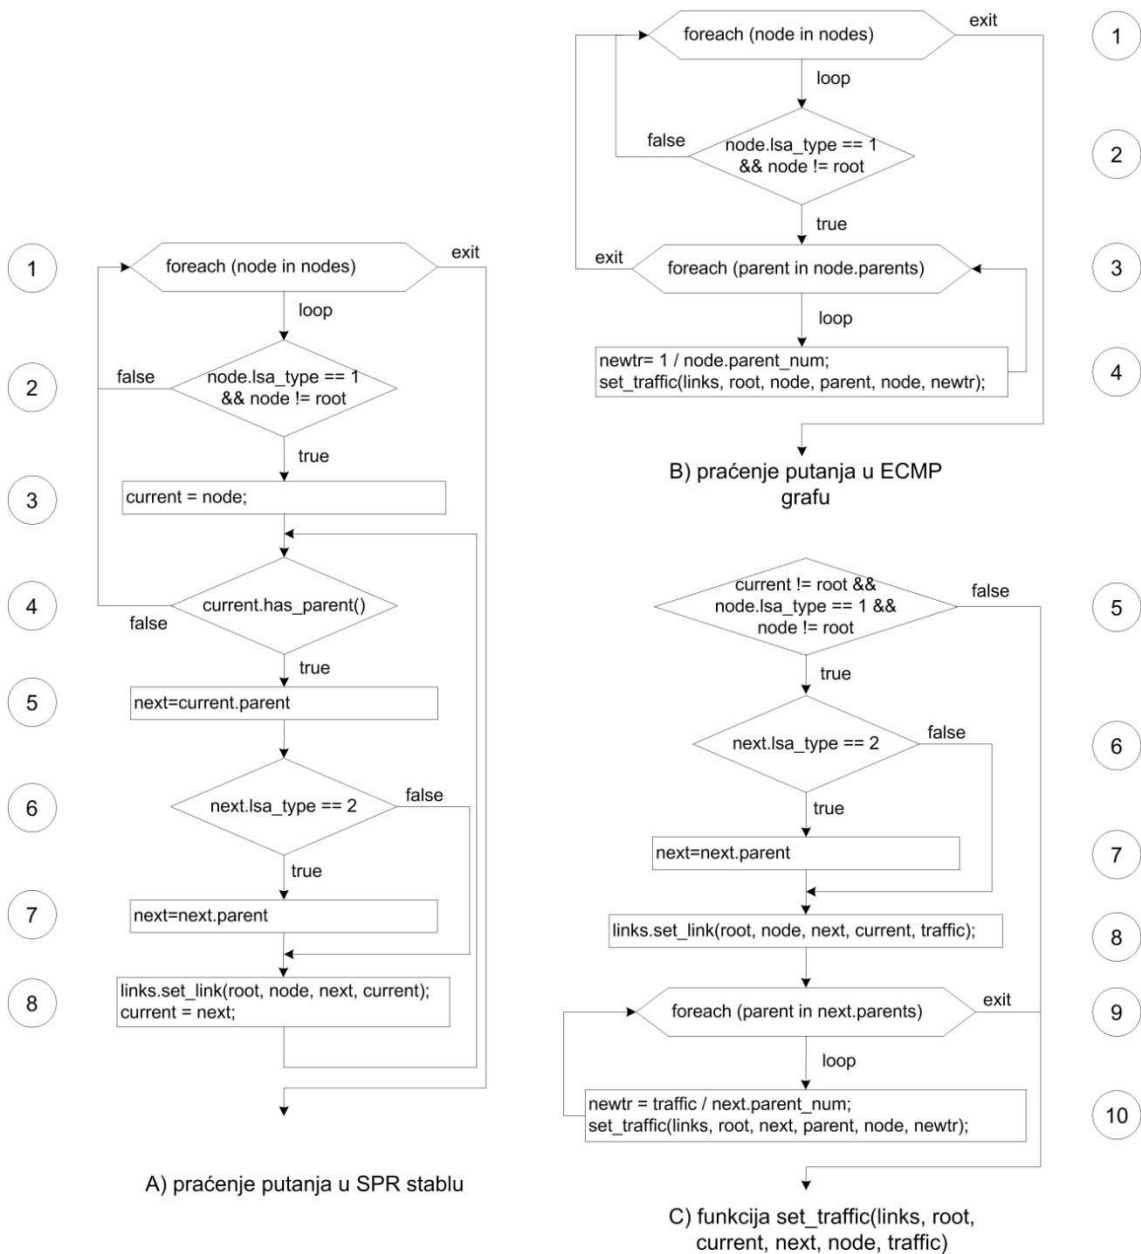 1
foreach (node in nodes)
exit
loop
2
false
node.lsa_type == 1
&& node != root
true
3
current = node;
4
current.has_parent()
false
true
5
next=current.parent
6
next.lsa_type == 2
false
true
7
next=next.parent
8
links.set_link(root, node, next, current);
current = next;
A) praćenje putanja u SPR stablu
foreach (node in nodes)
exit
1
loop
false
node.lsa_type == 1
&& node != root
2
true
exit
foreach (parent in node.parents)
3
loop
newtr= 1 / node.parent_num;
set_traffic(links, root, node, parent, node, newtr);
4
B) praćenje putanja u ECMP
grafu
current != root &&
node.lsa_type == 1 &&
node != root
false
5
true
next.lsa_type == 2
false
6
true
next=next.parent
7
links.set_link(root, node, next, current, traffic);
8
foreach (parent in next.parents)
exit
9
loop
newtr = traffic / next.parent_num;
set_traffic(links, root, next, parent, node, newtr);
10
C) funkcija set_traffic(links, root,
current, next, node, traffic)